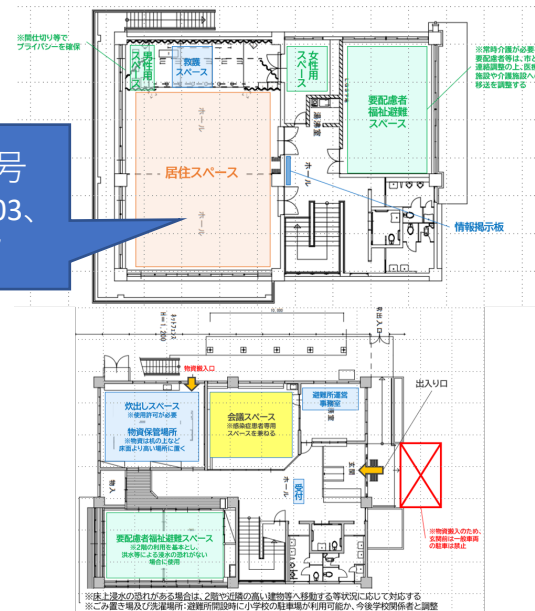 ※間仕切り等で
プライバシーを確保
男性用
スペース
救護
スペース
女性用
スペース
湯沸室
ホール
要配慮者
福祉避難
スペース
※常時介護が必要
要配慮者等は、市と
連絡調整の上、医療
施設や介護施設へ
移送を調整する
号
03、
居住スペース
ホール
ホール
情報掲示板
H=1,200
物資搬入口
出入り口
炊出しスペース
※使用許可が必要
物資保管場所
※物資は机の上など
床面より高い場所に置く
会議スペース
※感染症患者専用
スペースを兼ねる
避難所運営
事務室
玄関
ホール
受付
物入
要配慮者福祉避難スペース
※2階の利用を基本とし、
洪水等による浸水の恐れがない
場合に使用
※物資搬入のため、
玄関前は一般車両
の駐車は禁止
※床上浸水の恐れがある場合は、2階や近隣の高い建物等へ移動する等状況に応じて対応する
※ごみ置き場及び洗濯場所：避難所開設時に小学校の駐車場が利用可能か、今後学校関係者と調整